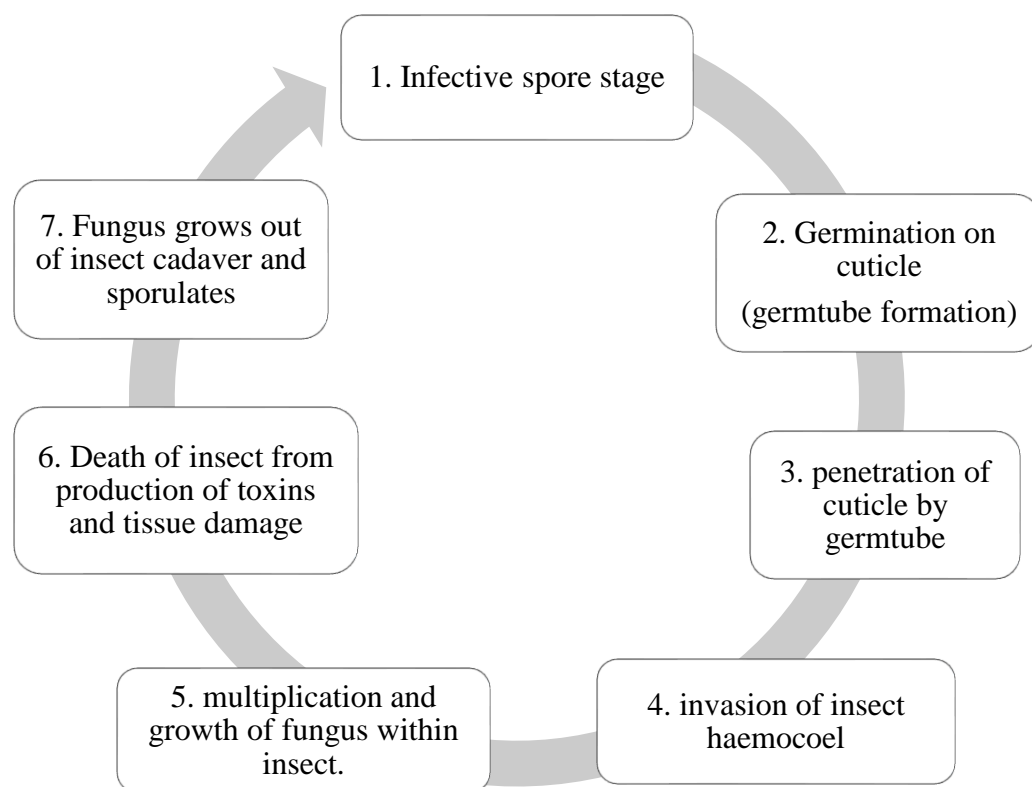 1. Infective spore stage
2. Germination on
cuticle
(germtube formation)
3. penetration of
cuticle by
germtube
4. invasion of insect
haemocoel
5. multiplication and
growth of fungus within
insect.
6. Death of insect from
production of toxins
and tissue damage
7. Fungus grows out
of insect cadaver and
sporulates